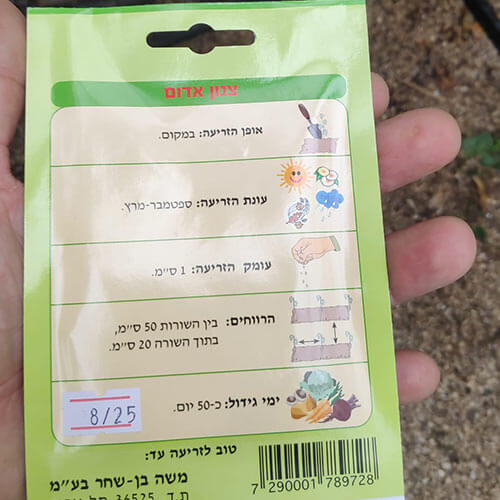 צנון אדום
אופן הזריעה: במקום.
עונת הזריעה: ספטמבר-מרץ.
עומק הזריעה: 1 ס״מ.
הרווחים: בין השורות 50 ס״מ,
בתוך השורה 20 ס״מ.
ימי גידול: כ-50 יום.
8/25
טוב לזריעה עד:
משה בן-שחר בע״מ
ת.ד. 36525
7 290001 789728